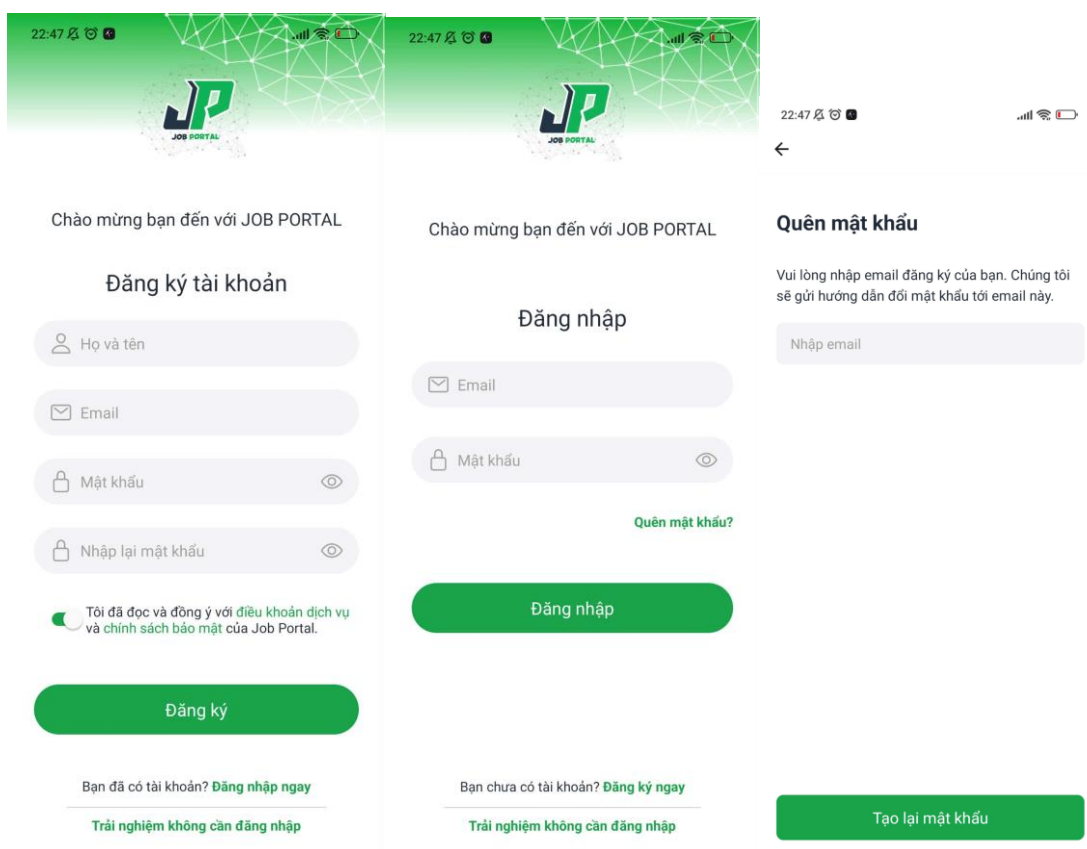 22:47
JP
JOB PORTAL
Chào mừng bạn đến với JOB PORTAL
Đăng ký tài khoản
Họ và tên
Email
Mật khẩu
Nhập lại mật khẩu
Tôi đã đọc và đồng ý với điều khoản dịch vụ
và chính sách bảo mật của Job Portal.
Đăng ký
Bạn đã có tài khoản? Đăng nhập ngay
Trải nghiệm không cần đăng nhập
22:47
JP
JOB PORTAL
Chào mừng bạn đến với JOB PORTAL
Đăng nhập
Email
Mật khẩu
Quên mật khẩu?
Đăng nhập
Bạn chưa có tài khoản? Đăng ký ngay
Trải nghiệm không cần đăng nhập
22:47
Quên mật khẩu
Vui lòng nhập email đăng ký của bạn. Chúng tôi
sẽ gửi hướng dẫn đổi mật khẩu tới email này.
Nhập email
Tạo lại mật khẩu